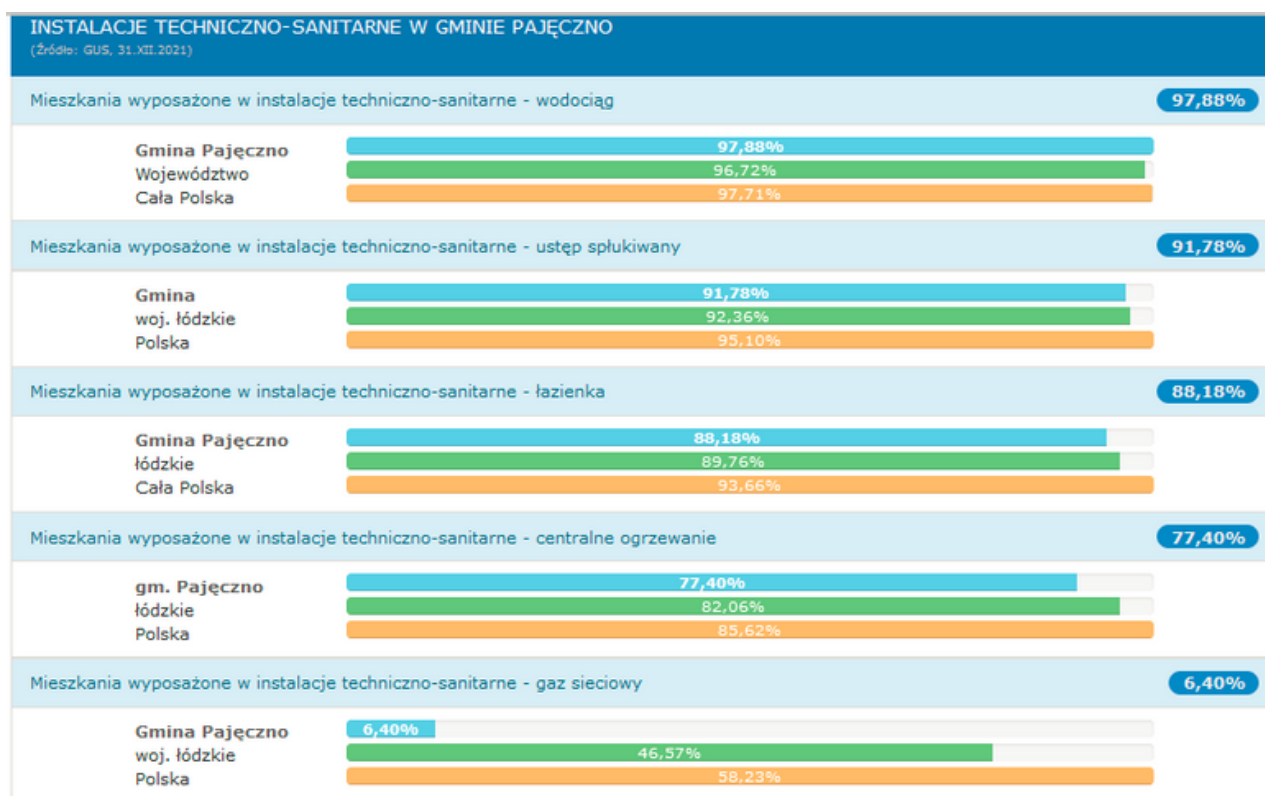 INSTALACJE TECHNICZNO-SANITARNE W GMINIE PAJĘCZNO
(Źródło: GUS, 31.XII.2021)
Mieszkania wyposażone w instalacje techniczno-sanitarne - wodociąg 97,88%
Gmina Pajęczno 97,88%
Województwo 96,72%
Cała Polska 97,71%
Mieszkania wyposażone w instalacje techniczno-sanitarne - ustęp spłukiwany 91,78%
Gmina 91,78%
woj. łódzkie 92,36%
Polska 95,10%
Mieszkania wyposażone w instalacje techniczno-sanitarne - łazienka 88,18%
Gmina Pajęczno 88,18%
łódzkie 89,76%
Cała Polska 93,66%
Mieszkania wyposażone w instalacje techniczno-sanitarne - centralne ogrzewanie 77,40%
gm. Pajęczno 77,40%
łódzkie 82,06%
Polska 85,62%
Mieszkania wyposażone w instalacje techniczno-sanitarne - gaz sieciowy 6,40%
Gmina Pajęczno 6,40%
woj. łódzkie 46,57%
Polska 58,23%